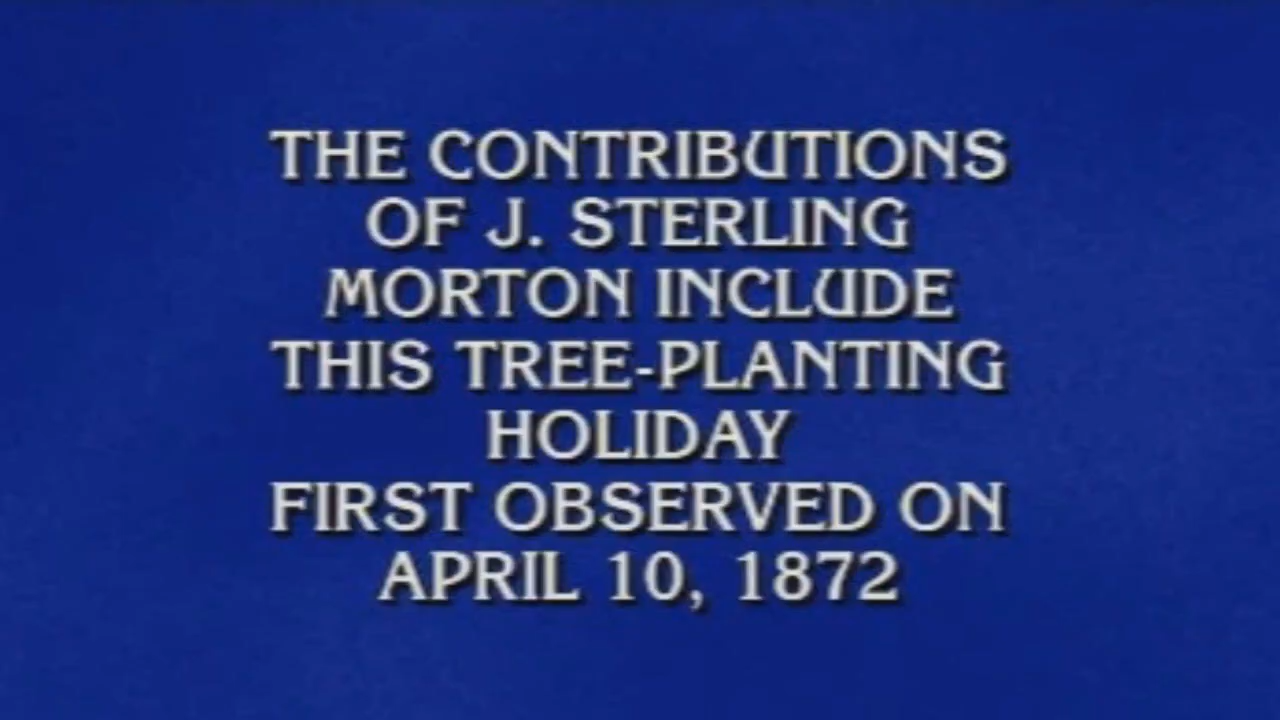 THE CONTRIBUTIONS
OF J. STERLING
MORTON INCLUDE
THIS TREE-PLANTING
HOLIDAY
FIRST OBSERVED ON
APRIL 10, 1872